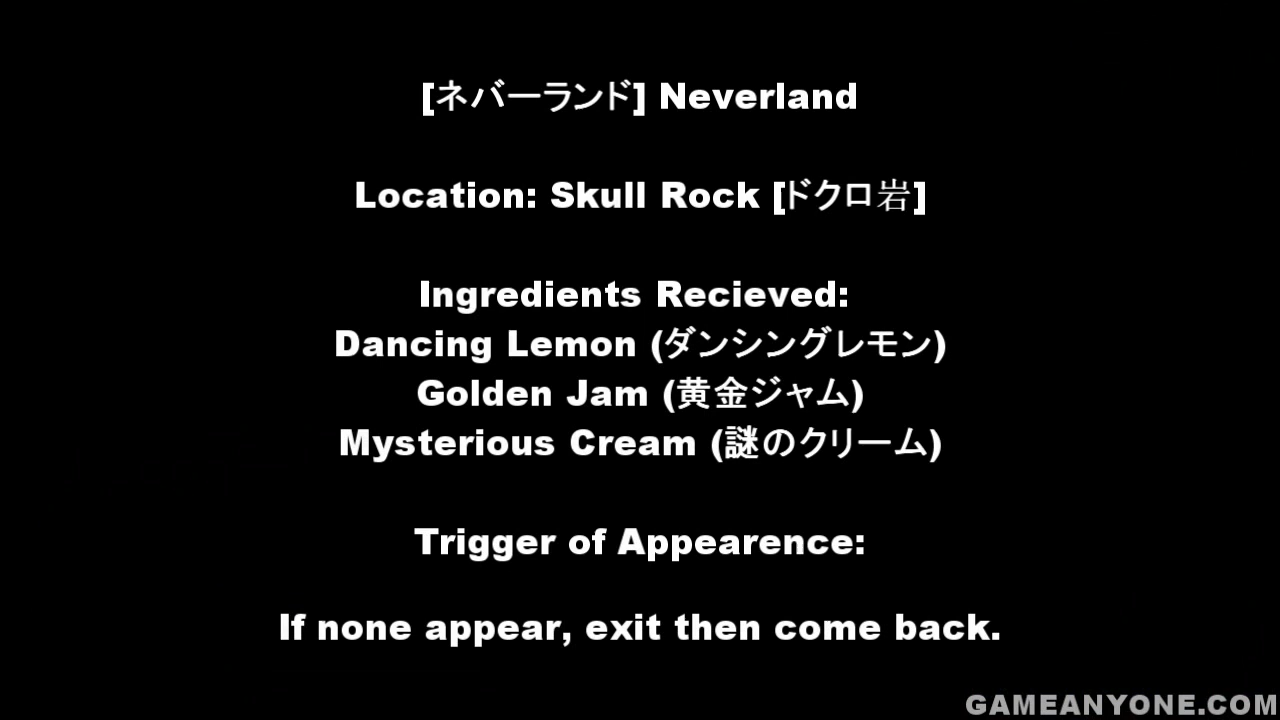 [ネバーランド] Neverland
Location: Skull Rock [ドクロ岩]
Ingredients Recieved:
Dancing Lemon (ダンシングレモン)
Golden Jam (黄金ジャム)
Mysterious Cream (謎のクリーム)
Trigger of Appearence:
If none appear, exit then come back.
GAMEANYONE.COM